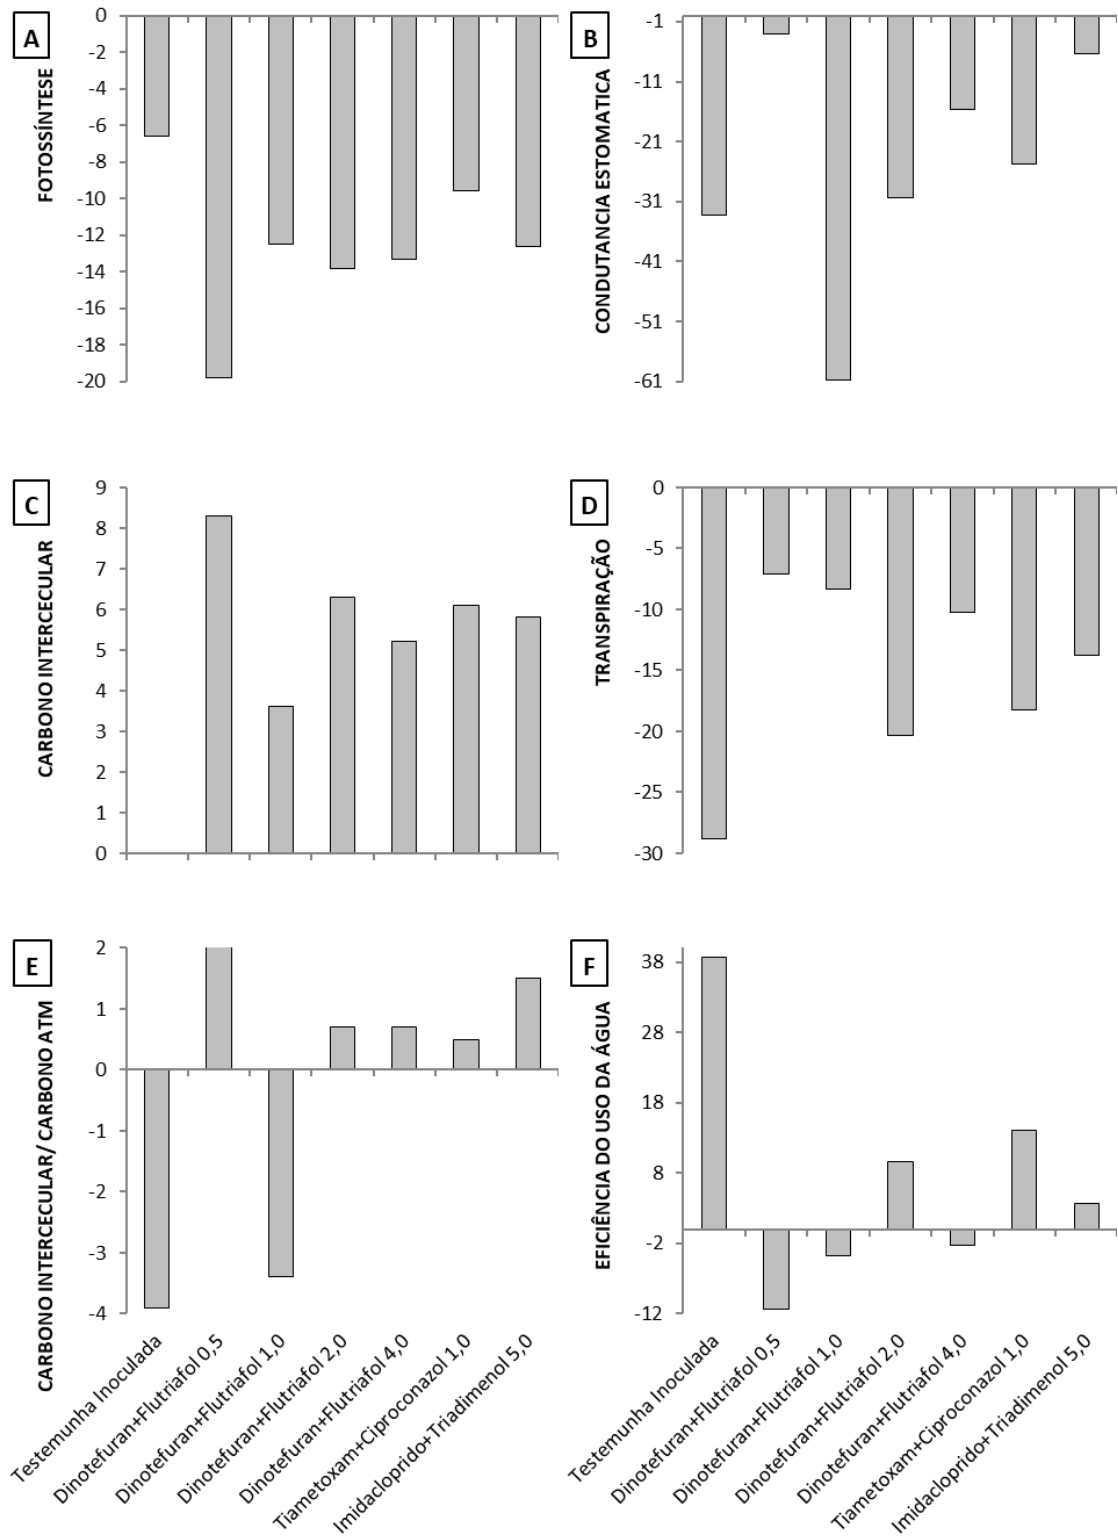 A
FOTOSSÍNTESE
0
-2
-4
-6
-8
-10
-12
-14
-16
-18
-20
B
CONDUTANCIA ESTOMATICA
-1
-11
-21
-31
-41
-51
-61
C
CARBONO INTERCECULAR
9
8
7
6
5
4
3
2
1
0
D
TRANSPIRAÇÃO
0
-5
-10
-15
-20
-25
-30
E
CARBONO INTERCECULAR/ CARBONO ATM
2
1
0
-1
-2
-3
-4
Testemunha Inoculada
Dinotefuran+Flutriafol 0,5
Dinotefuran+Flutriafol 1,0
Dinotefuran+Flutriafol 2,0
Dinotefuran+Flutriafol 4,0
Tiametoxam+Ciproconazol 1,0
Imidacloprido+Triadimenol 5,0
F
EFICIÊNCIA DO USO DA ÁGUA
38
28
18
8
-2
-12
Testemunha Inoculada
Dinotefuran+Flutriafol 0,5
Dinotefuran+Flutriafol 1,0
Dinotefuran+Flutriafol 2,0
Dinotefuran+Flutriafol 4,0
Tiametoxam+Ciproconazol 1,0
Imidacloprido+Triadimenol 5,0